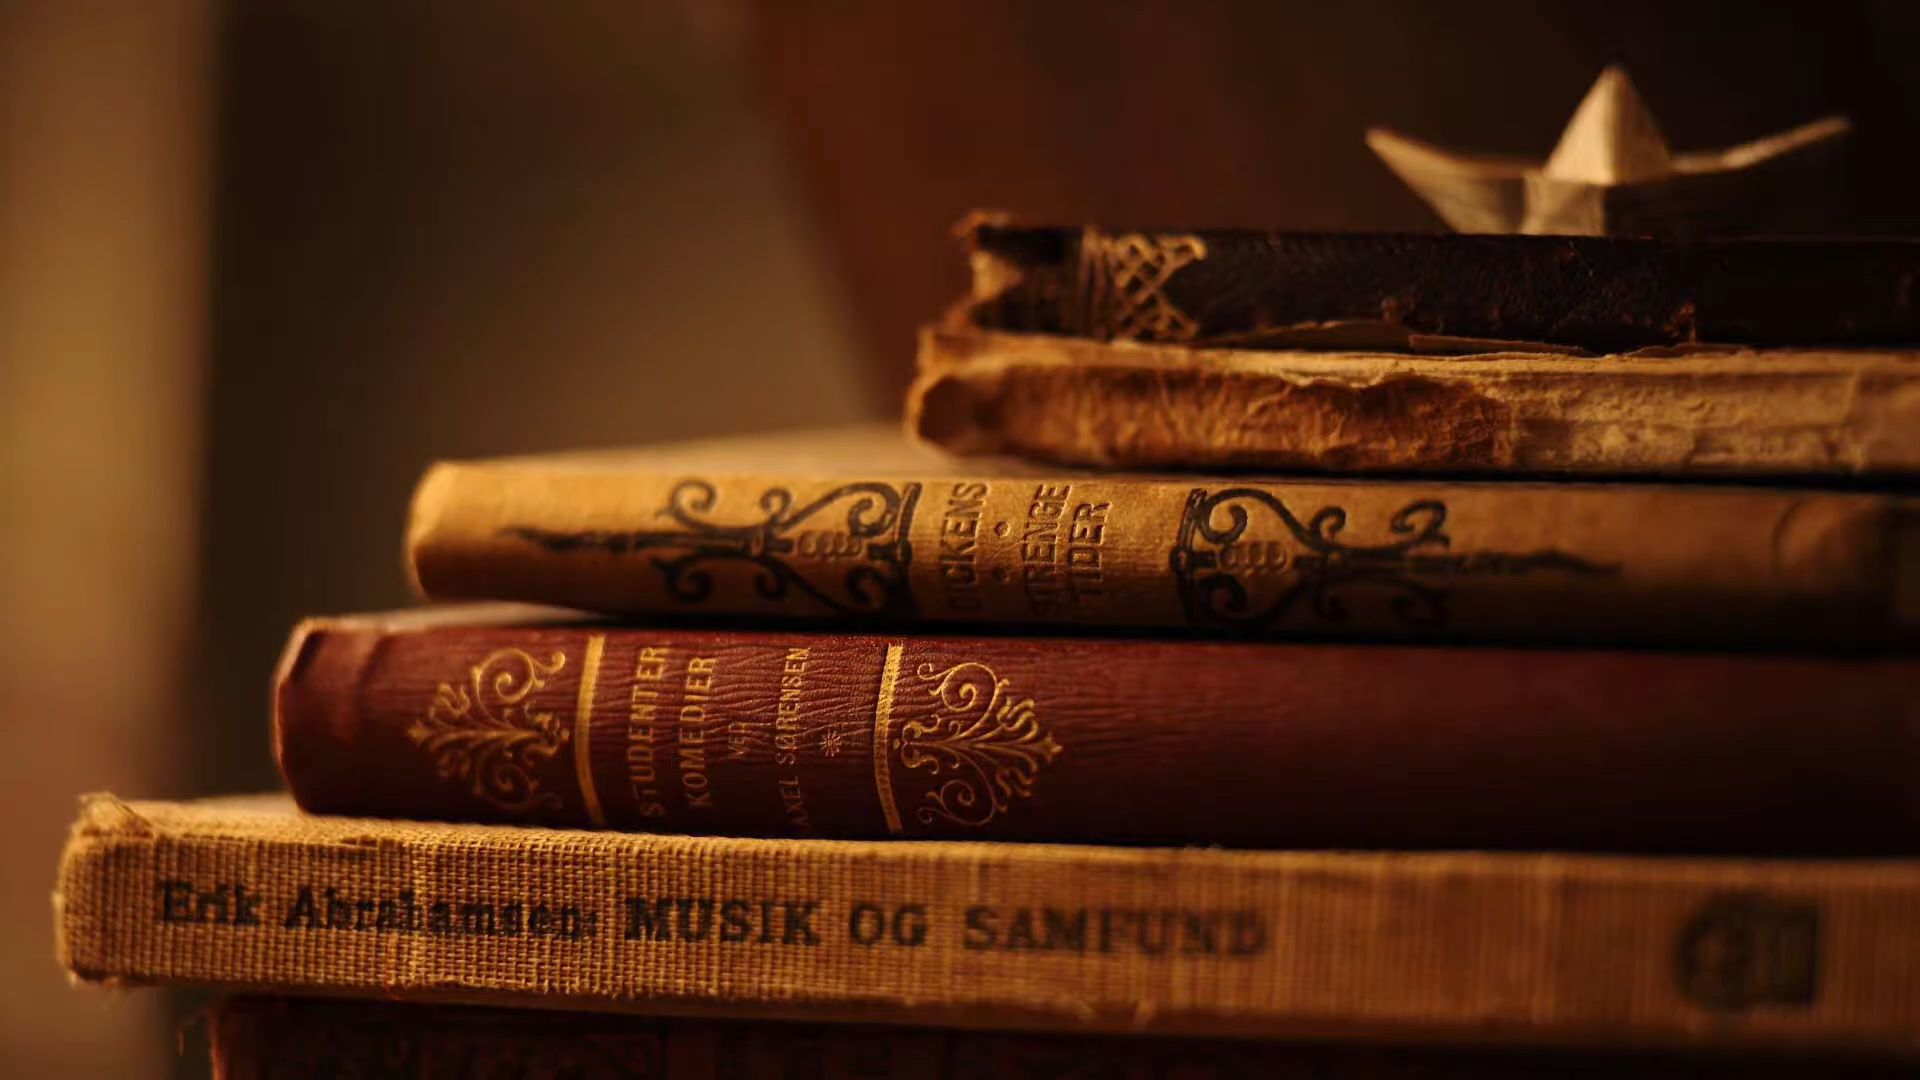 DICKENS
STRENGE
TIDER
STUDENTER
KOMEDIER
VED
AXEL SØRENSEN
Erik Abrahamsen: MUSIK OG SAMFUND